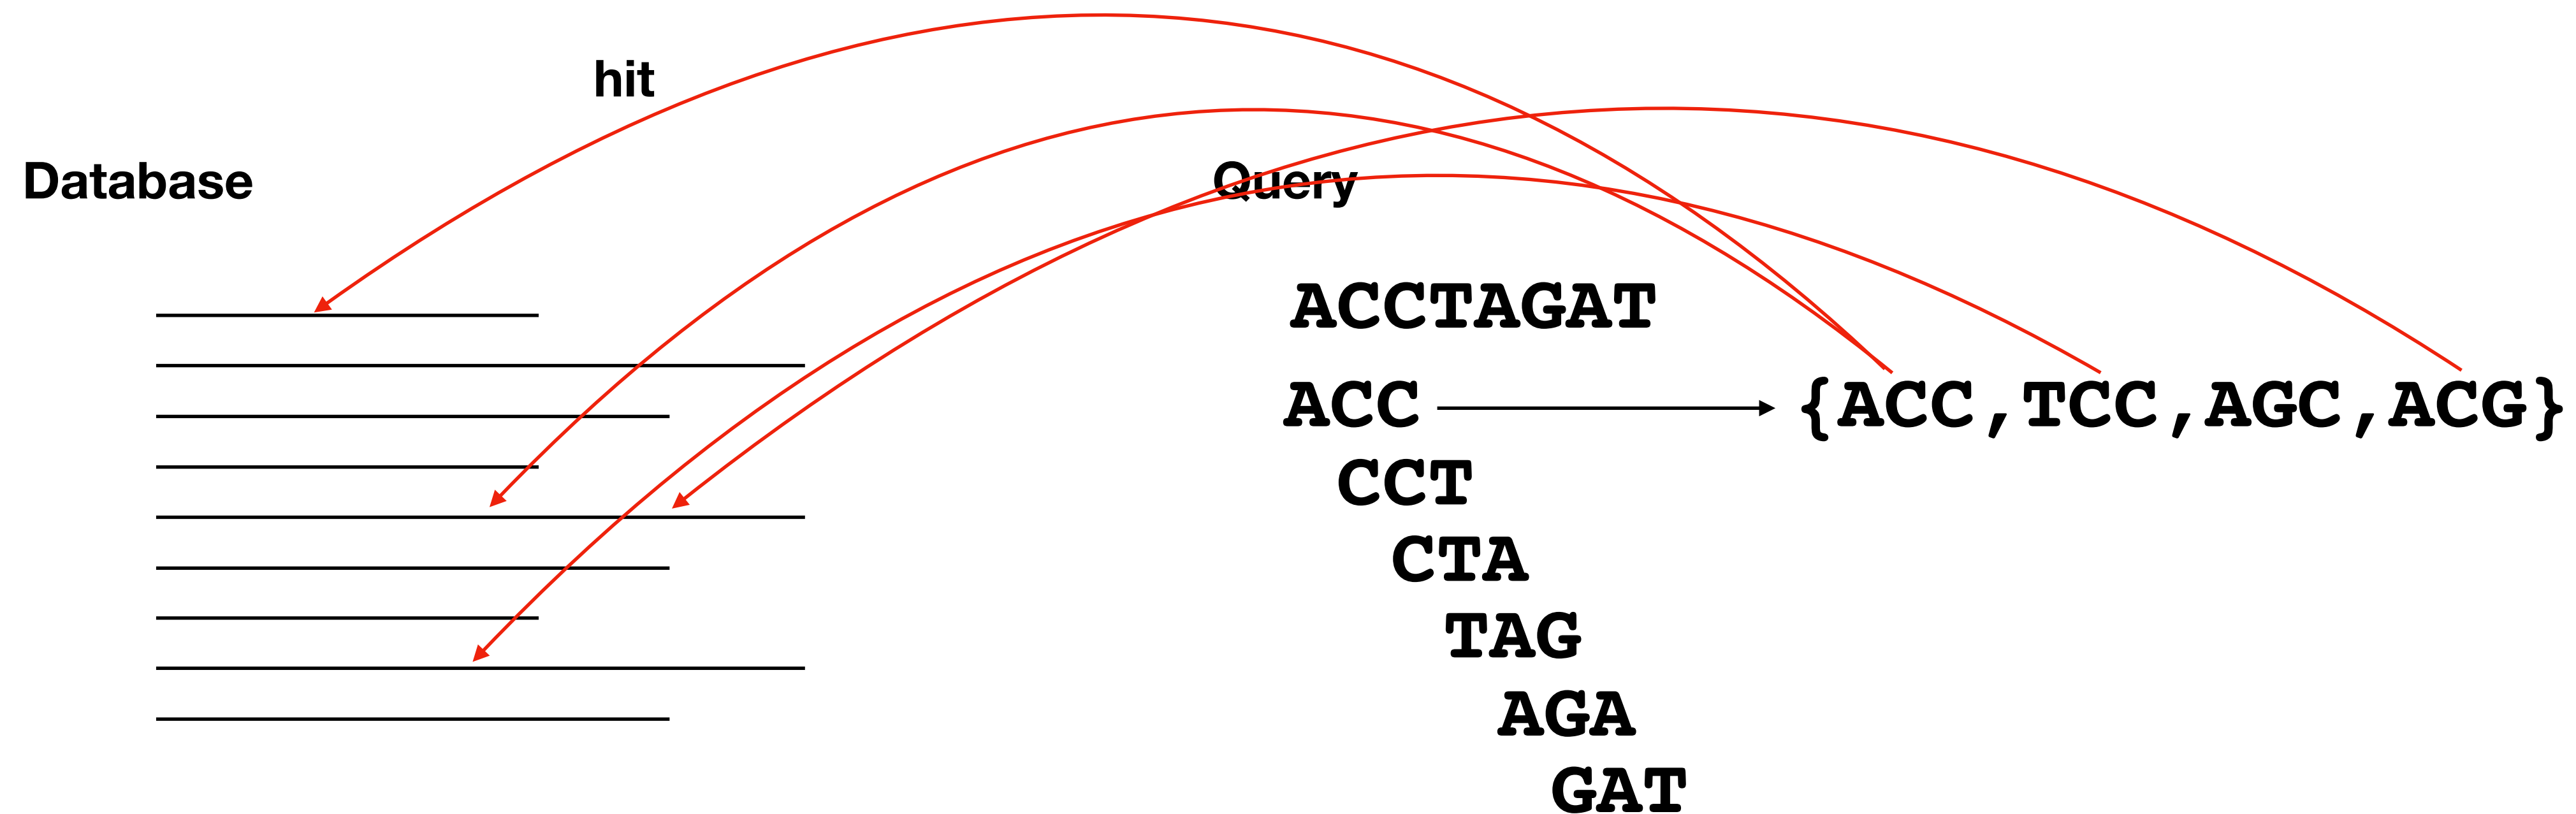 hit
Database
Query
ACCTAGAT
ACC {ACC,TCC,AGC,ACG}
CCT
CTA
TAG
AGA
GAT